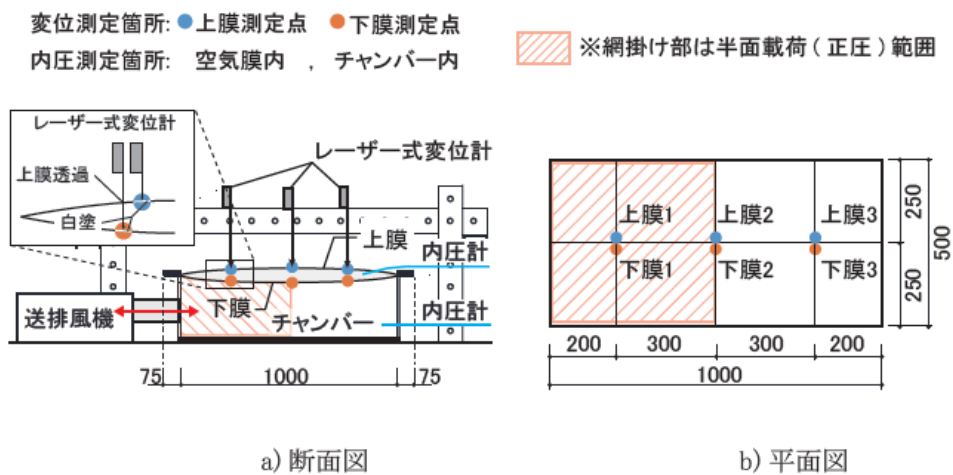 変位測定箇所: 上膜測定点 下膜測定点
内圧測定箇所: 空気膜内 , チャンバー内
※網掛け部は半面載荷(正圧)範囲
レーザー式変位計
上膜透過
白塗
レーザー式変位計
上膜
内圧計
下膜
チャンバー
内圧計
送排風機
75 1000 75
a) 断面図
上膜1 上膜2 上膜3
下膜1 下膜2 下膜3
250
250
500
200 300 300 200
1000
b) 平面図